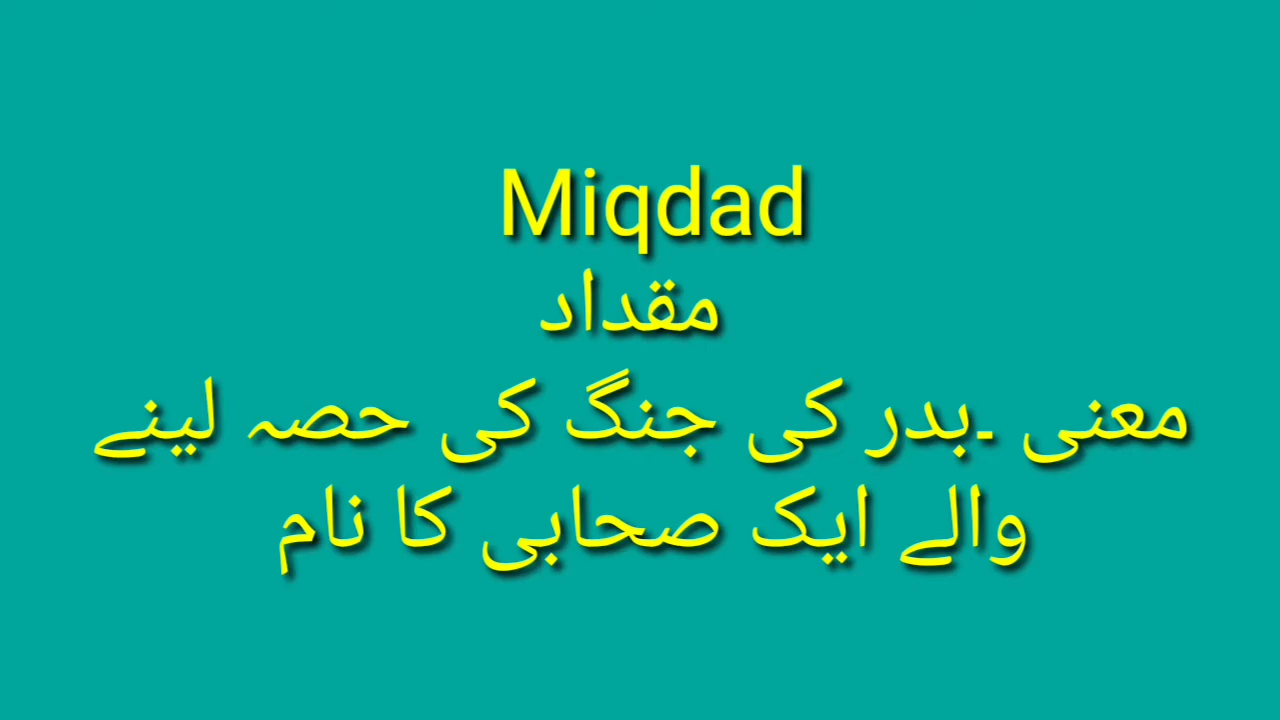 Miqdad
مقداد
معنی ۔بدر کی جنگ کی حصہ لینے
والے ایک صحابی کا نام